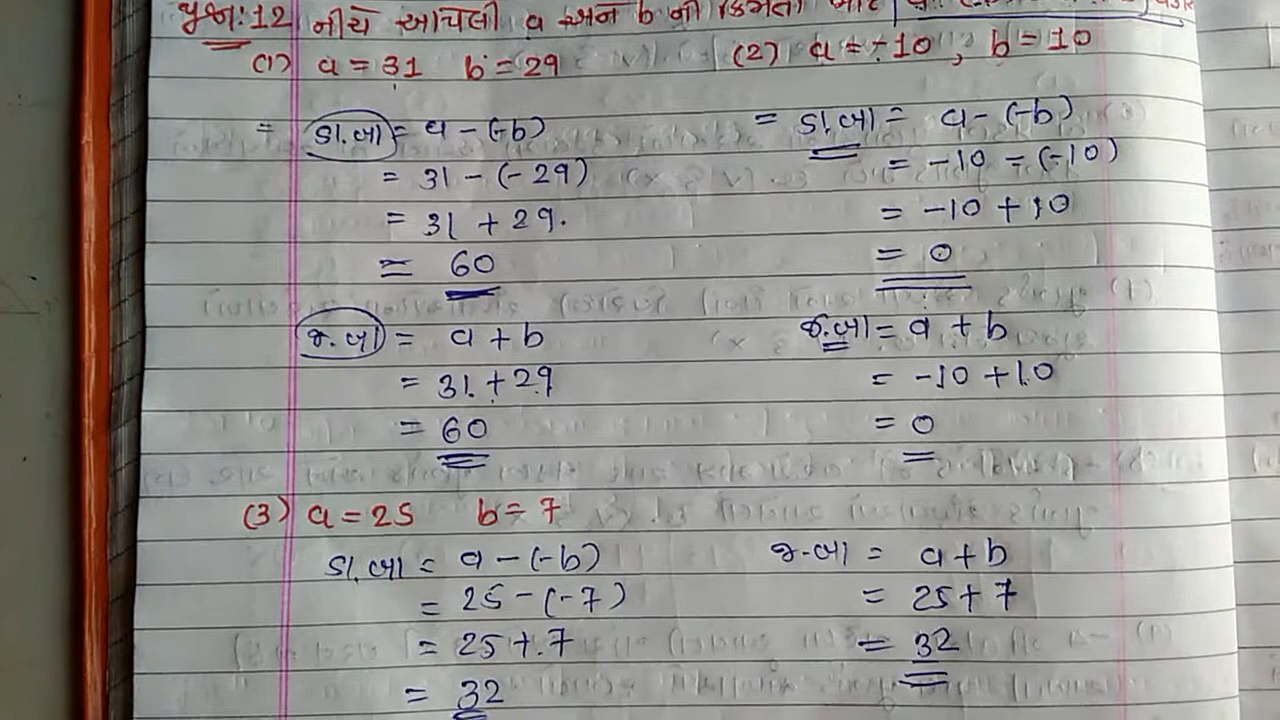 પ્રશ્ન:12 નીચે આપેલી a અને b ની કિંમતો માટે
(1) a = 31 b = 29
(2) a = -10, b = 10
= ડા.બા = a - (-b)
= 31 - (-29)
= 31 + 29.
= 60
= ડા.બા = a - (-b)
= -10 - (-10)
= -10 + 10
= 0
જ.બા = a + b
= 31 + 29
= 60
જ.બા = a + b
= -10 + 10
= 0
(3) a = 25 b = 7
ડા.બા = a - (-b)
= 25 - (-7)
= 25 + 7
= 32
જ.બા = a + b
= 25 + 7
= 32